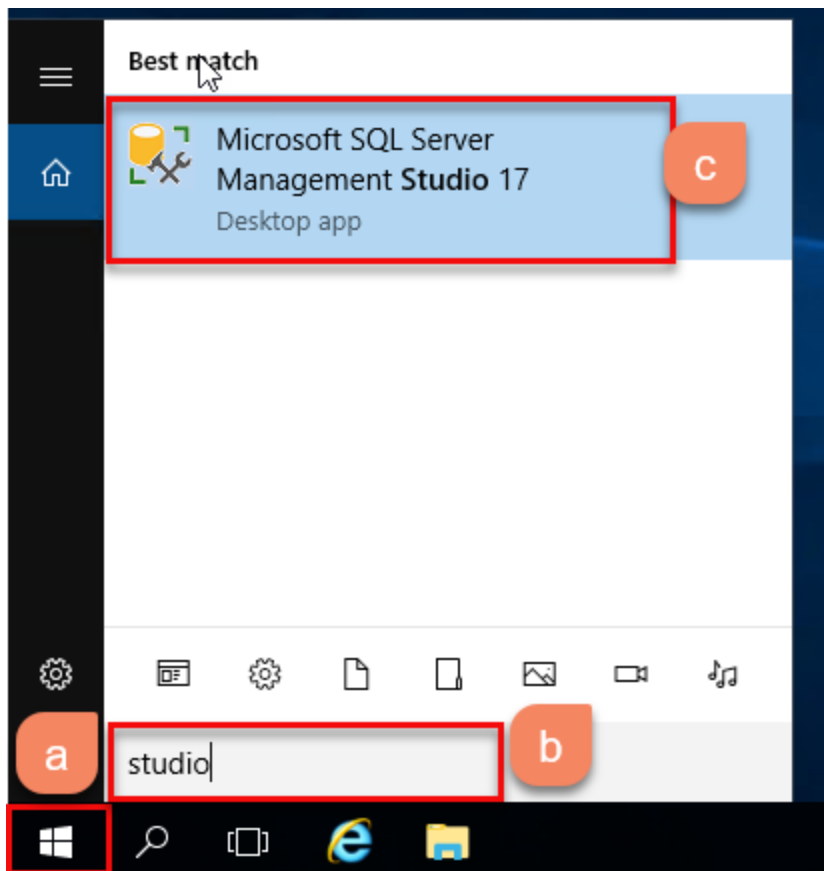 Best match
Microsoft SQL Server
Management Studio 17
Desktop app
c
a
studio
b